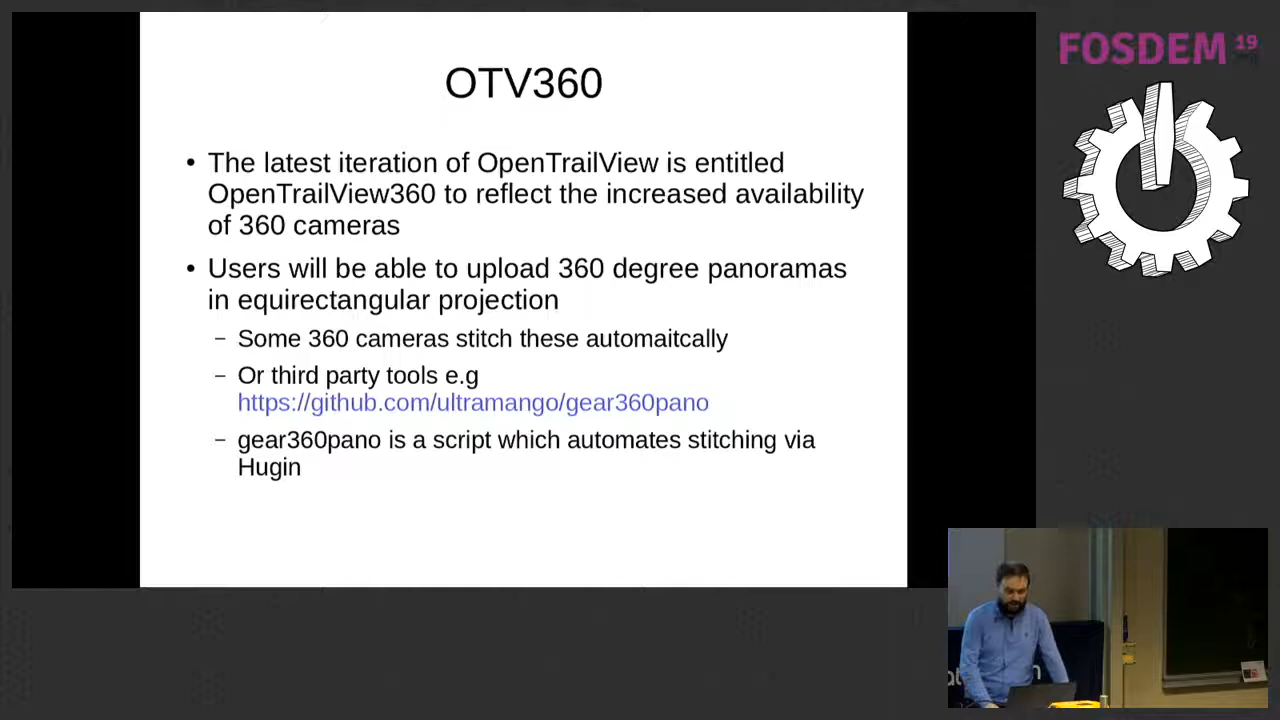 FOSDEM 19
OTV360
• The latest iteration of OpenTrailView is entitled
OpenTrailView360 to reflect the increased availability
of 360 cameras
• Users will be able to upload 360 degree panoramas
in equirectangular projection
– Some 360 cameras stitch these automaitcally
– Or third party tools e.g
https://github.com/ultramango/gear360pano
– gear360pano is a script which automates stitching via
Hugin